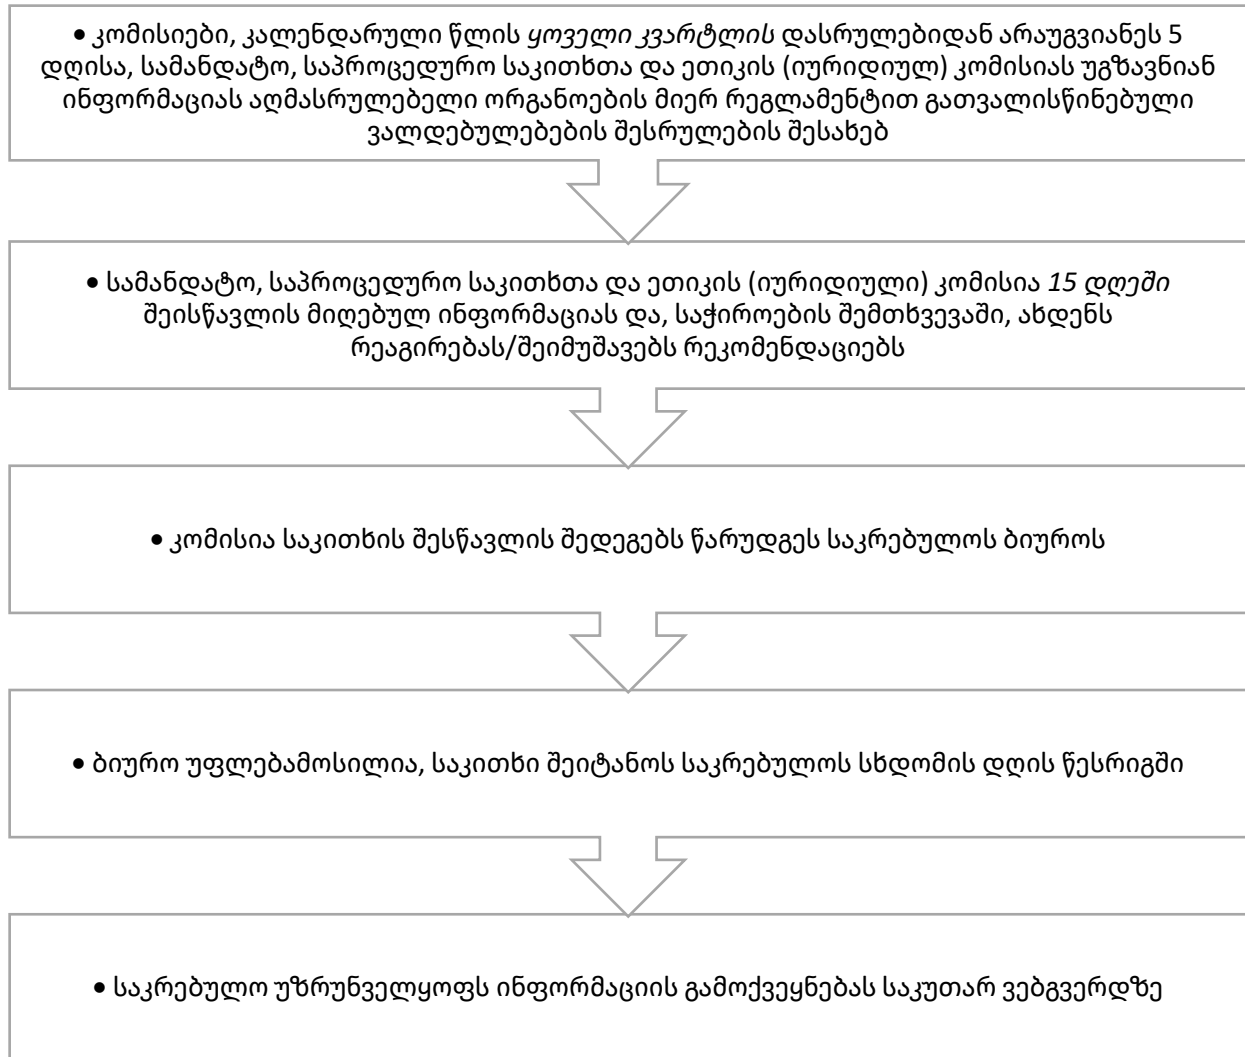 • კომისიები, კალენდარული წლის ყოველი კვარტლის დასრულებიდან არაუგვიანეს 5
დღისა, სამანდატო, საპროცედურო საკითხთა და ეთიკის (იურიდიულ) კომისიას უგზავნიან
ინფორმაციას აღმასრულებელი ორგანოების მიერ რეგლამენტით გათვალისწინებული
ვალდებულებების შესრულების შესახებ
• სამანდატო, საპროცედურო საკითხთა და ეთიკის (იურიდიული) კომისია 15 დღეში
შეისწავლის მიღებულ ინფორმაციას და, საჭიროების შემთხვევაში, ახდენს
რეაგირებას/შეიმუშავებს რეკომენდაციებს
• კომისია საკითხის შესწავლის შედეგებს წარუდგეს საკრებულოს ბიუროს
• ბიურო უფლებამოსილია, საკითხი შეიტანოს საკრებულოს სხდომის დღის წესრიგში
• საკრებულო უზრუნველყოფს ინფორმაციის გამოქვეყნებას საკუთარ ვებგვერდზე